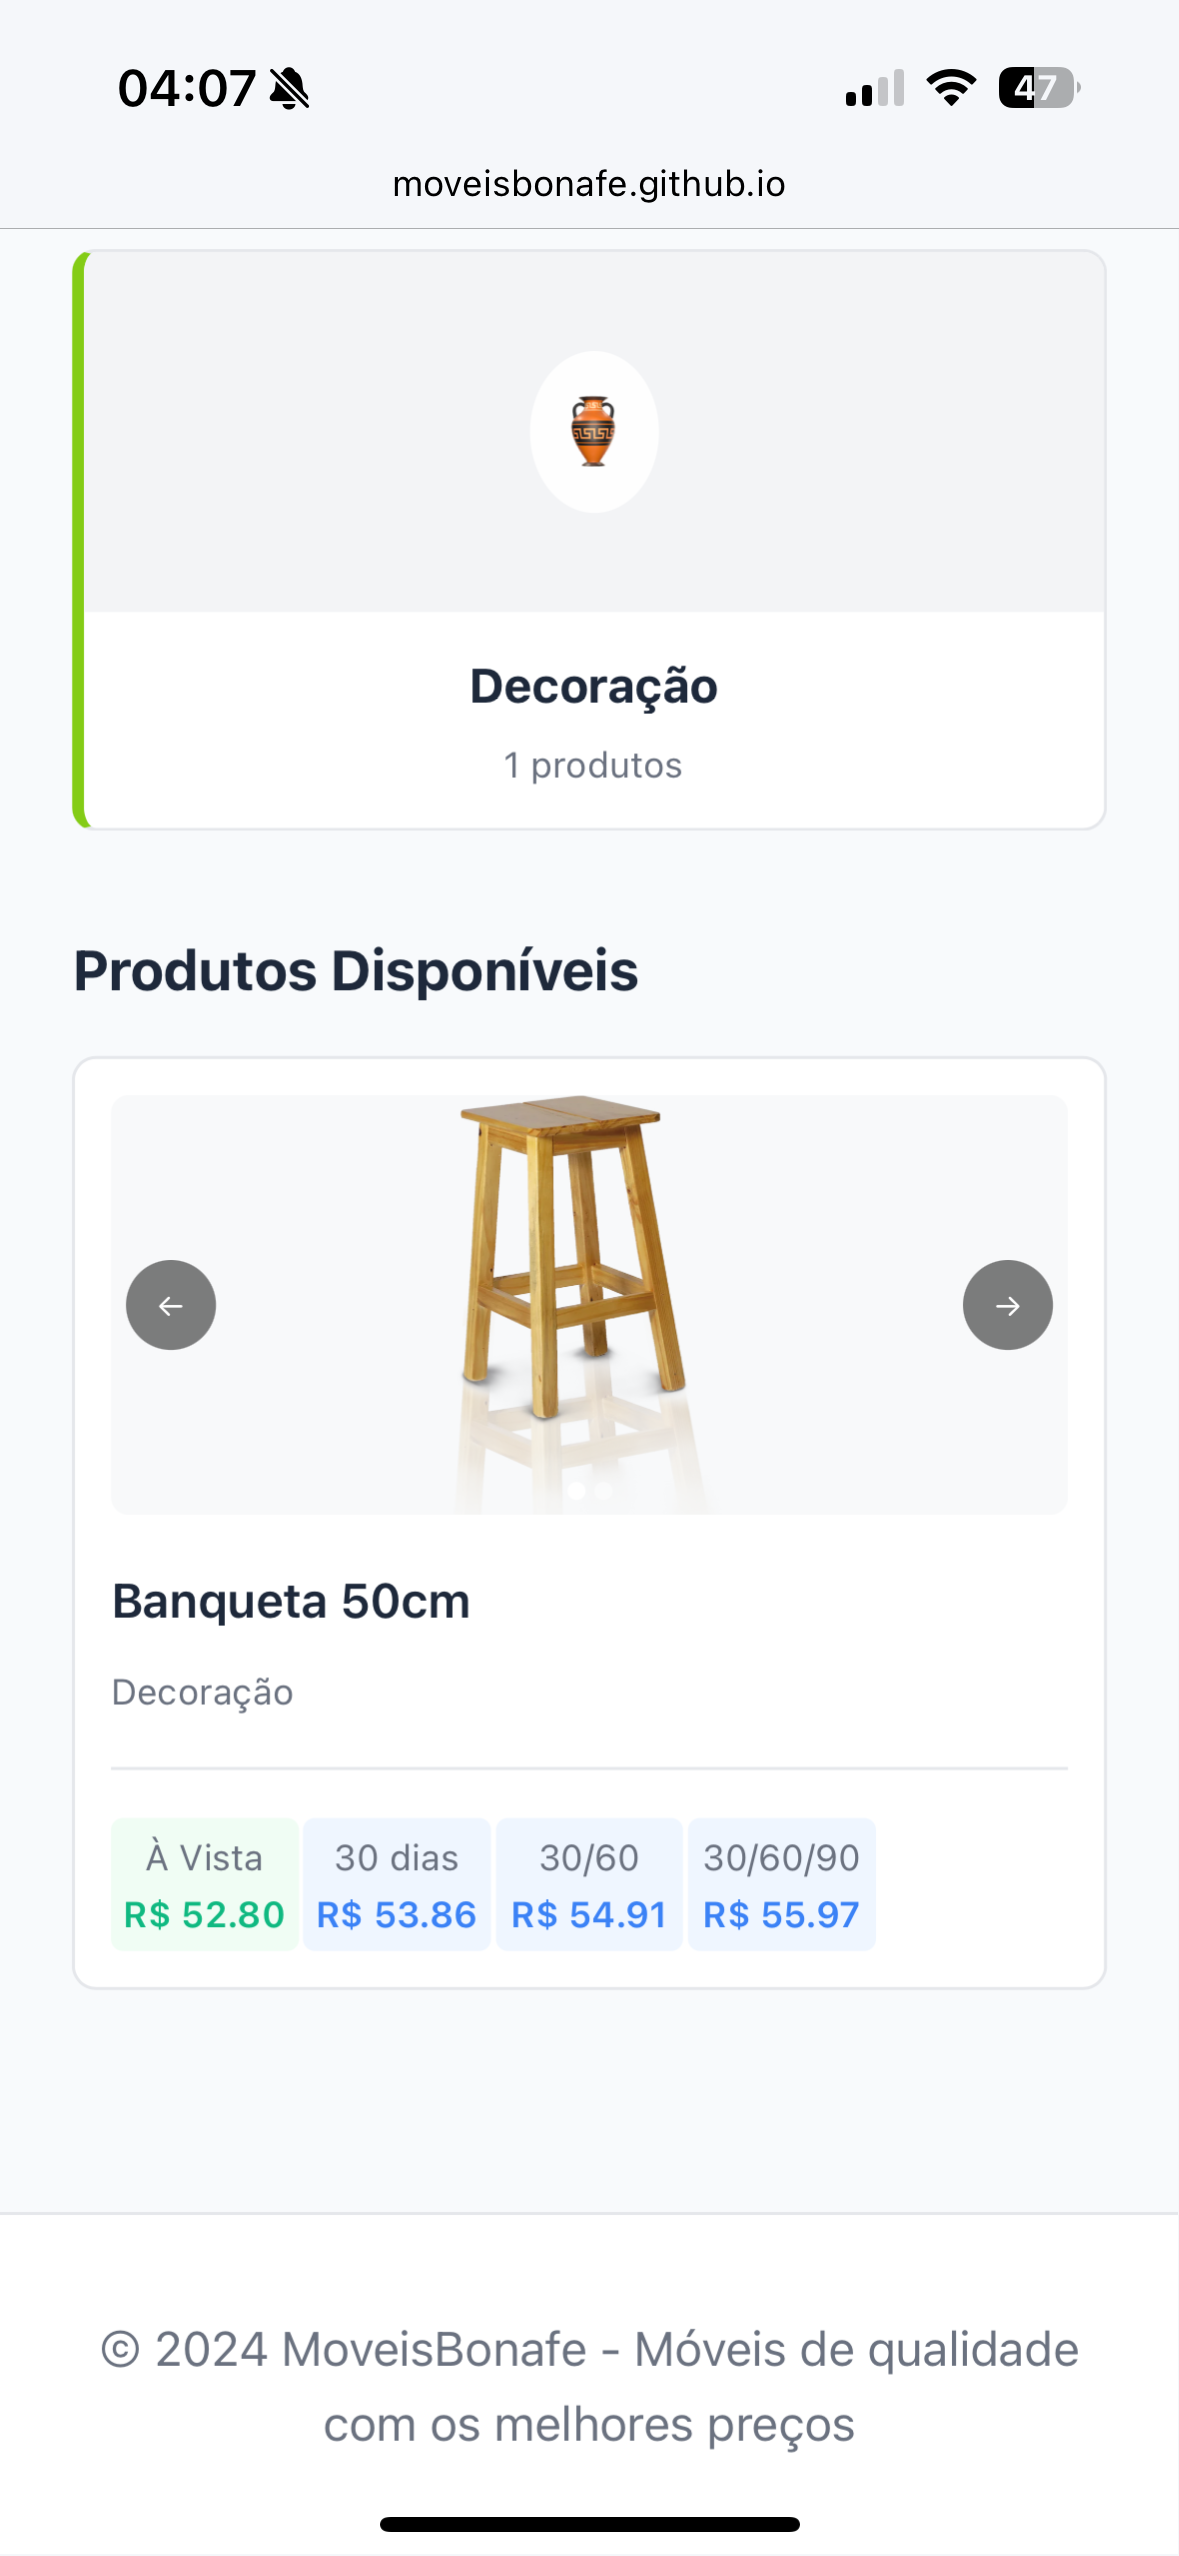 04:07
47
moveisbonafe.github.io
Decoração
1 produtos
Produtos Disponíveis
←
→
Banqueta 50cm
Decoração
À Vista
R$ 52.80
30 dias
R$ 53.86
30/60
R$ 54.91
30/60/90
R$ 55.97
© 2024 MoveisBonafe - Móveis de qualidade
com os melhores preços